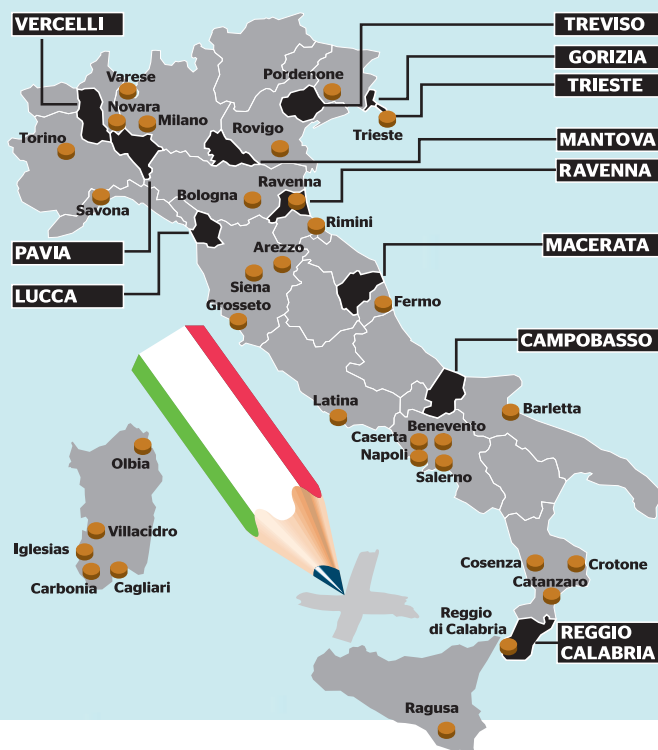 VERCELLI
TREVISO
GORIZIA
TRIESTE
Pordenone
Varese
Novara
Milano
Trieste
Rovigo
MANTOVA
Torino
RAVENNA
Ravenna
Bologna
Savona
Rimini
PAVIA
Arezzo
MACERATA
Siena
LUCCA
Grosseto
Fermo
CAMPOBASSO
Latina
Barletta
Benevento
Caserta
Napoli
Salerno
Olbia
Villacidro
Iglesias
Carbonia
Cagliari
Cosenza
Crotone
Catanzaro
Reggio
di Calabria
REGGIO
CALABRIA
Ragusa